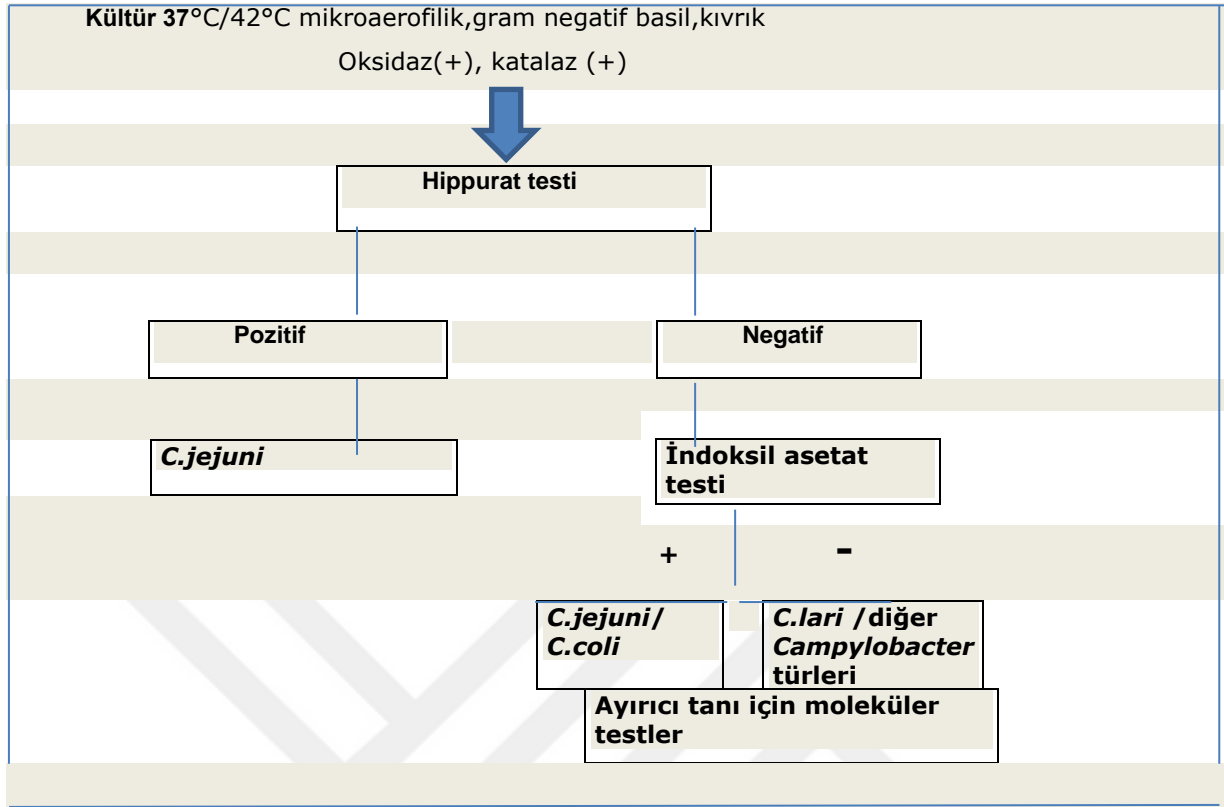 Kültür 37°C/42°C mikroaerofilik,gram negatif basil,kıvrık
Oksidaz(+), katalaz (+)
Hippurat testi
Pozitif
Negatif
C.jejuni
İndoksil asetat
testi
+
-
C.jejuni/
C.coli
C.lari /diğer
Campylobacter
türleri
Ayırıcı tanı için moleküler
testler